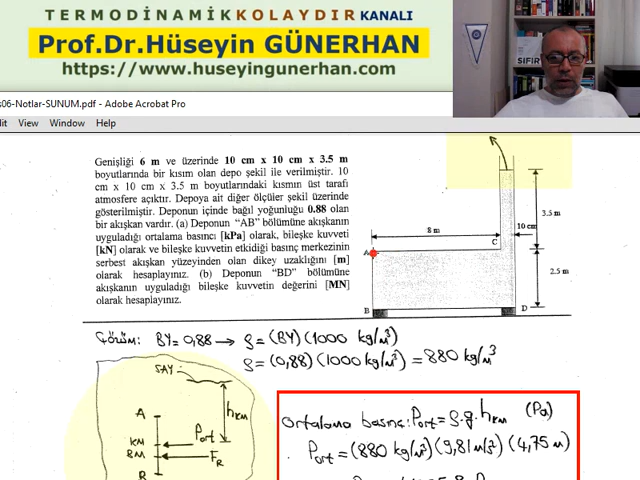 TERMODİNAMİKKOLAYDIR KANALI
Prof.Dr.Hüseyin GÜNERHAN
https://www.huseyingunerhan.com
SIFIR
s06-Notlar-SUNUM.pdf - Adobe Acrobat Pro
dit View Window Help
Genişliği 6 m ve üzerinde 10 cm x 10 cm x 3.5 m
boyutlarında bir kısım olan depo şekil ile verilmiştir. 10
cm x 10 cm x 3.5 m boyutlarındaki kısmın üst tarafı
atmosfere açıktır. Depoya ait diğer ölçüler şekil üzerinde
gösterilmiştir. Deponun içinde bağıl yoğunluğu 0.88 olan
bir akışkan vardır. (a) Deponun "AB" bölümüne akışkanın
uyguladığı ortalama basıncı [kPa] olarak, bileşke kuvveti
[kN] olarak ve bileşke kuvvetin etkidiği basınç merkezinin
serbest akışkan yüzeyinden olan dikey uzaklığını [m]
olarak hesaplayınız. (b) Deponun "BD" bölümüne
akışkanın uyguladığı bileşke kuvvetin değerini [MN]
olarak hesaplayınız.
3.5 m
8 m
10 cm
C
A
2.5 m
B
D
Çözüm: BY=0,88 → ρ=(BY)(1000 kg/m³)
ρ=(0,88)(1000 kg/m³)=880 kg/m³
SAY
hKM
A
Port
KM
BM
FR
B
Ortalama basınç: Port=ρ.g.hKM (Pa)
Port=(880 kg/m³)(9,81 m/s²)(4,75 m)